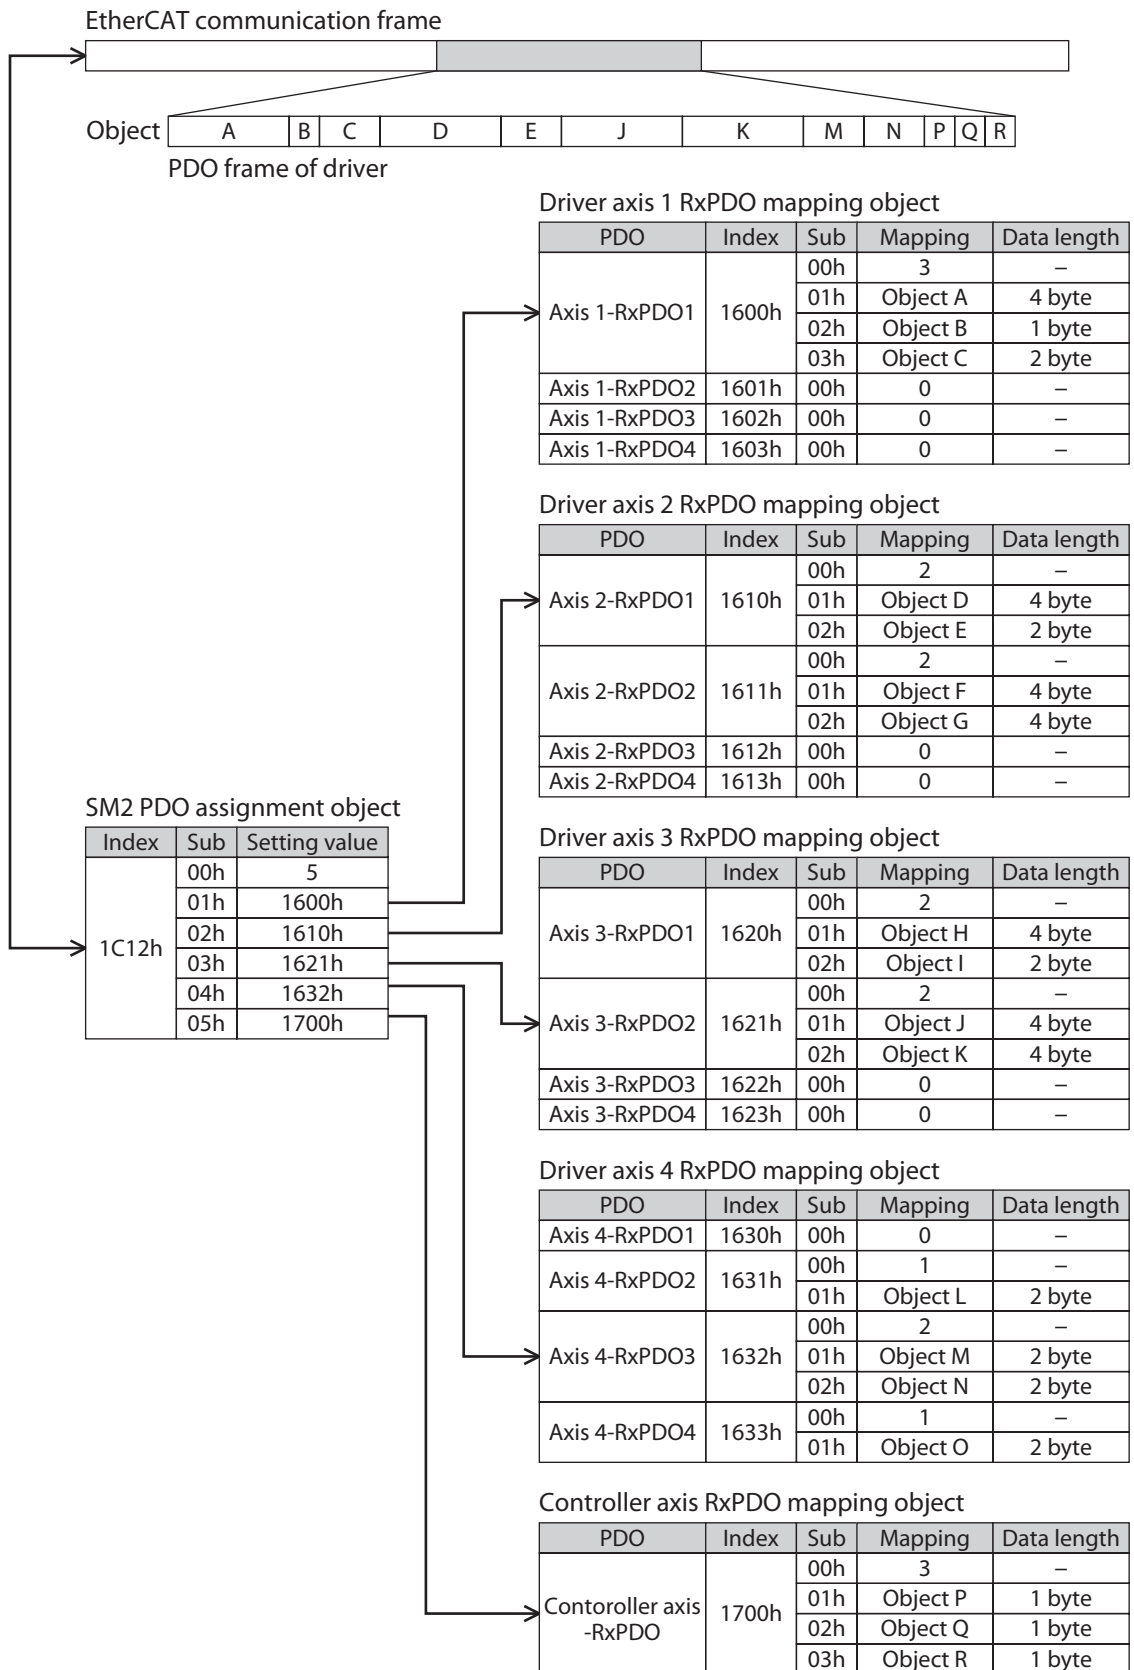 EtherCAT communication frame
Object A B C D E J K M N P Q R
PDO frame of driver
Driver axis 1 RxPDO mapping object
PDO Index Sub Mapping Data length
Axis 1-RxPDO1 1600h 00h 3 –
01h Object A 4 byte
02h Object B 1 byte
03h Object C 2 byte
Axis 1-RxPDO2 1601h 00h 0 –
Axis 1-RxPDO3 1602h 00h 0 –
Axis 1-RxPDO4 1603h 00h 0 –
Driver axis 2 RxPDO mapping object
PDO Index Sub Mapping Data length
Axis 2-RxPDO1 1610h 00h 2 –
01h Object D 4 byte
02h Object E 2 byte
Axis 2-RxPDO2 1611h 00h 2 –
01h Object F 4 byte
02h Object G 4 byte
Axis 2-RxPDO3 1612h 00h 0 –
Axis 2-RxPDO4 1613h 00h 0 –
SM2 PDO assignment object
Index Sub Setting value
1C12h 00h 5
01h 1600h
02h 1610h
03h 1621h
04h 1632h
05h 1700h
Driver axis 3 RxPDO mapping object
PDO Index Sub Mapping Data length
Axis 3-RxPDO1 1620h 00h 2 –
01h Object H 4 byte
02h Object I 2 byte
Axis 3-RxPDO2 1621h 00h 2 –
01h Object J 4 byte
02h Object K 4 byte
Axis 3-RxPDO3 1622h 00h 0 –
Axis 3-RxPDO4 1623h 00h 0 –
Driver axis 4 RxPDO mapping object
PDO Index Sub Mapping Data length
Axis 4-RxPDO1 1630h 00h 0 –
Axis 4-RxPDO2 1631h 00h 1 –
01h Object L 2 byte
Axis 4-RxPDO3 1632h 00h 2 –
01h Object M 2 byte
02h Object N 2 byte
Axis 4-RxPDO4 1633h 00h 1 –
01h Object O 2 byte
Controller axis RxPDO mapping object
PDO Index Sub Mapping Data length
Contoroller axis
-RxPDO 1700h 00h 3 –
01h Object P 1 byte
02h Object Q 1 byte
03h Object R 1 byte